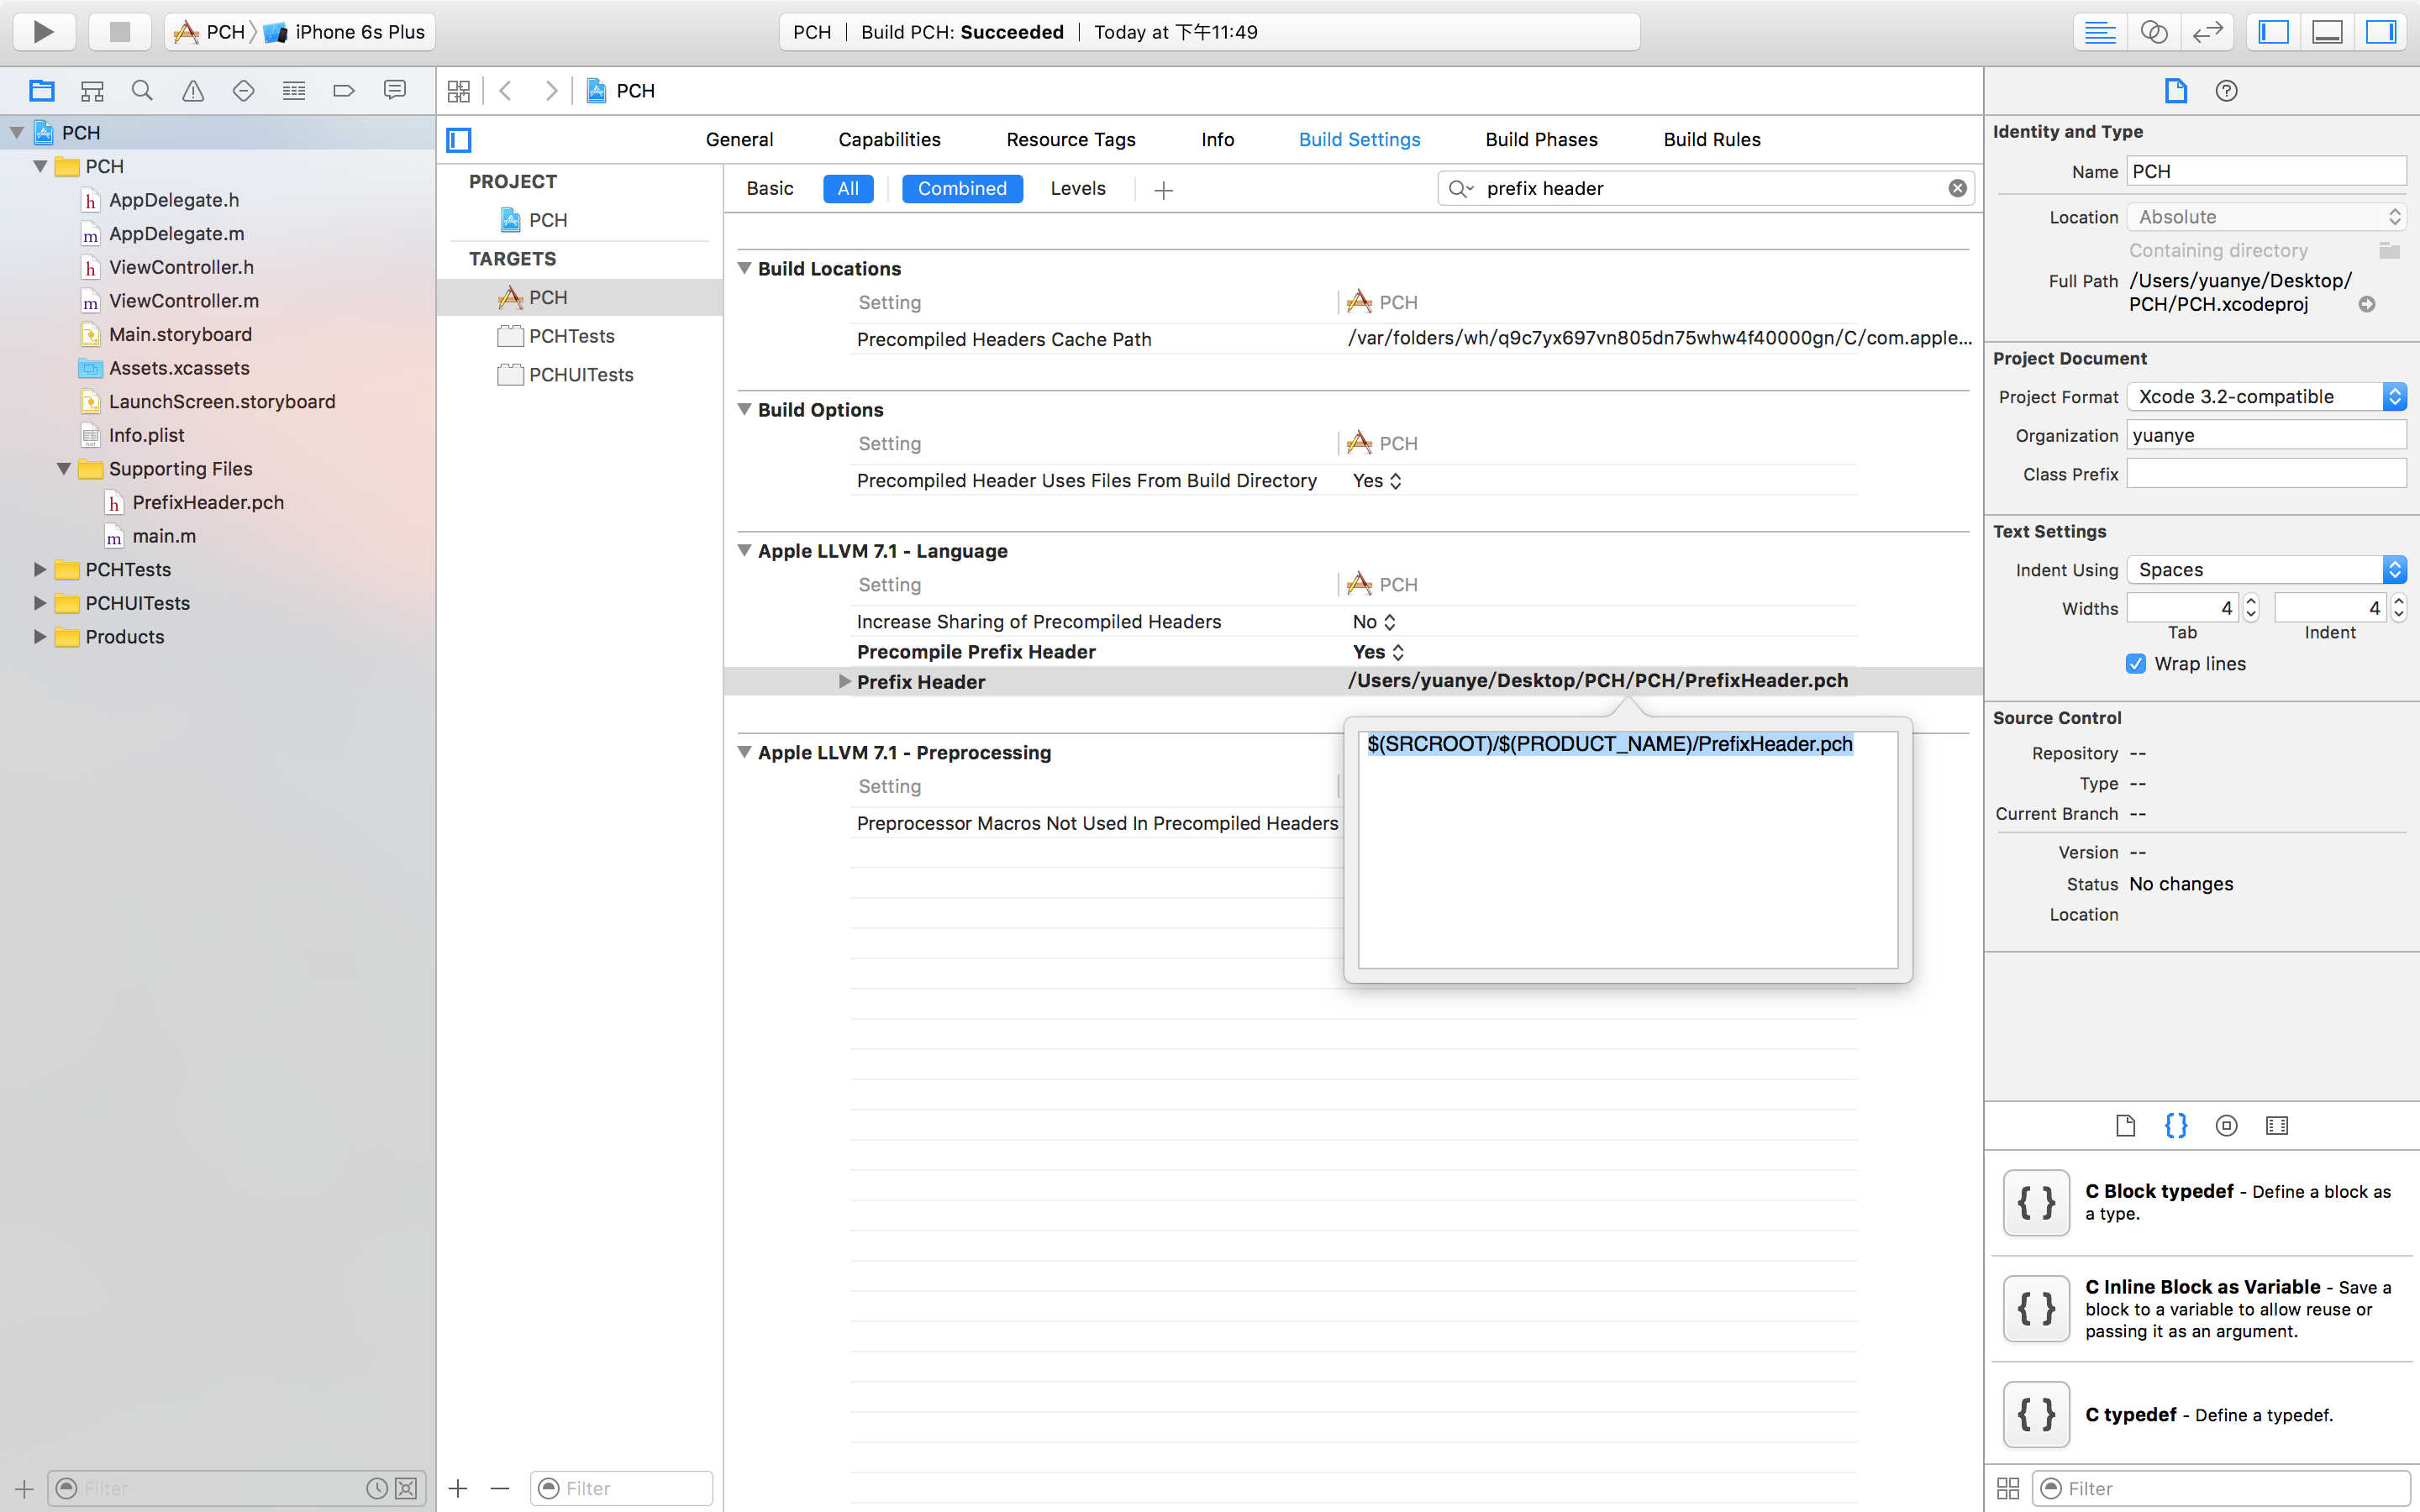 PCH
iPhone 6s Plus
PCH
Build PCH: Succeeded
Today at 下午11:49
PCH
PCH
AppDelegate.h
AppDelegate.m
ViewController.h
ViewController.m
Main.storyboard
Assets.xcassets
LaunchScreen.storyboard
Info.plist
Supporting Files
PrefixHeader.pch
main.m
PCHTests
PCHUITests
Products
Filter
PCH
General
Capabilities
Resource Tags
Info
Build Settings
Build Phases
Build Rules
PROJECT
PCH
TARGETS
PCH
PCHTests
PCHUITests
Filter
Basic
All
Combined
Levels
prefix header
Build Locations
Setting
PCH
Precompiled Headers Cache Path
/var/folders/wh/q9c7yx697vn805dn75whw4f40000gn/C/com.apple...
Build Options
Setting
PCH
Precompiled Header Uses Files From Build Directory
Yes
Apple LLVM 7.1 - Language
Setting
PCH
Increase Sharing of Precompiled Headers
No
Precompile Prefix Header
Yes
Prefix Header
/Users/yuanye/Desktop/PCH/PCH/PrefixHeader.pch
$(SRCROOT)/$(PRODUCT_NAME)/PrefixHeader.pch
Apple LLVM 7.1 - Preprocessing
Setting
Preprocessor Macros Not Used In Precompiled Headers
Identity and Type
Name
PCH
Location
Absolute
Containing directory
Full Path
/Users/yuanye/Desktop/
PCH/PCH.xcodeproj
Project Document
Project Format
Xcode 3.2-compatible
Organization
yuanye
Class Prefix
Text Settings
Indent Using
Spaces
Widths
4
4
Tab
Indent
Wrap lines
Source Control
Repository --
Type --
Current Branch --
Version --
Status No changes
Location
C Block typedef - Define a block as
a type.
C Inline Block as Variable - Save a
block to a variable to allow reuse or
passing it as an argument.
C typedef - Define a typedef.
Filter